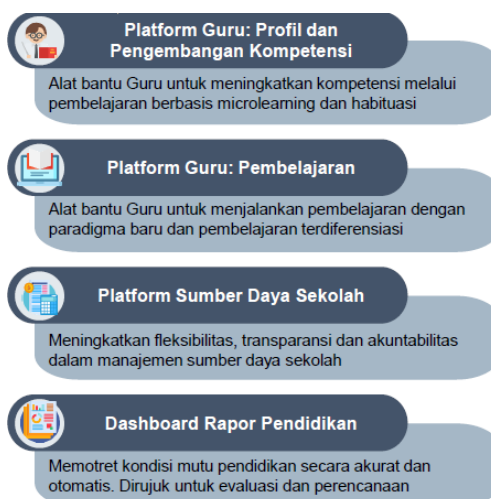 Platform Guru: Profil dan
Pengembangan Kompetensi
Alat bantu Guru untuk meningkatkan kompetensi melalui
pembelajaran berbasis microlearning dan habituasi
Platform Guru: Pembelajaran
Alat bantu Guru untuk menjalankan pembelajaran dengan
paradigma baru dan pembelajaran terdiferensiasi
Platform Sumber Daya Sekolah
Meningkatkan fleksibilitas, transparansi dan akuntabilitas
dalam manajemen sumber daya sekolah
Dashboard Rapor Pendidikan
Memotret kondisi mutu pendidikan secara akurat dan
otomatis. Dirujuk untuk evaluasi dan perencanaan